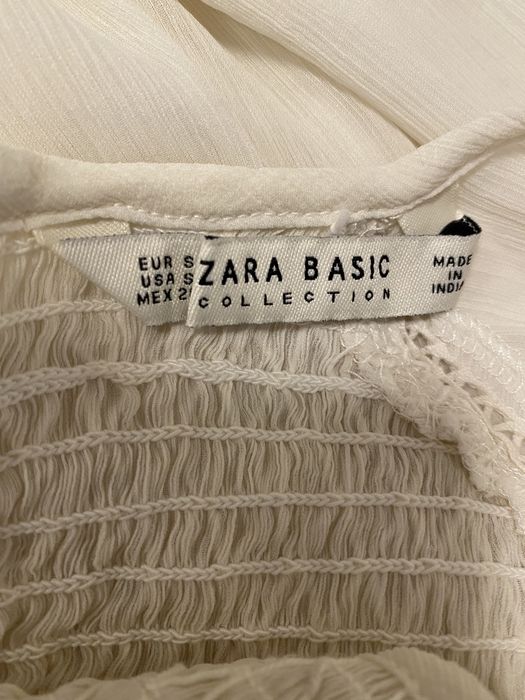 EUR S
USA S
MEX 2
ZARA BASIC
COLLECTION
MADE
IN
INDIA